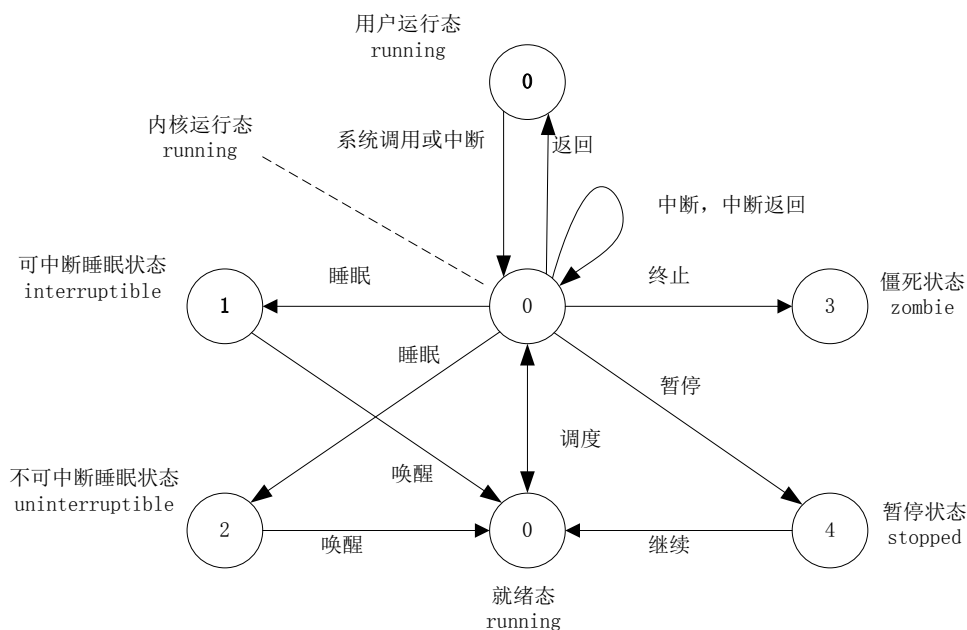 用户运行态
running
0
内核运行态
running
系统调用或中断
返回
中断，中断返回
可中断睡眠状态
interruptible
1
睡眠
0
终止
3
僵死状态
zombie
睡眠
暂停
调度
不可中断睡眠状态
uninterruptible
2
唤醒
唤醒
0
继续
4
暂停状态
stopped
就绪态
running